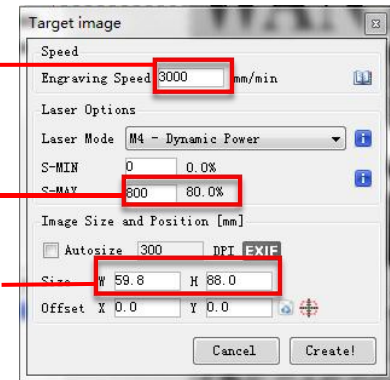 Target image
Speed
Engraving Speed 3000 mm/min
Laser Options
Laser Mode M4 - Dynamic Power
S-MIN 0 0.0%
S-MAX 800 80.0%
Image Size and Position [mm]
Autosize 300 DPI EXIF
Size W 59.8 H 88.0
Offset X 0.0 Y 0.0
Cancel Create!